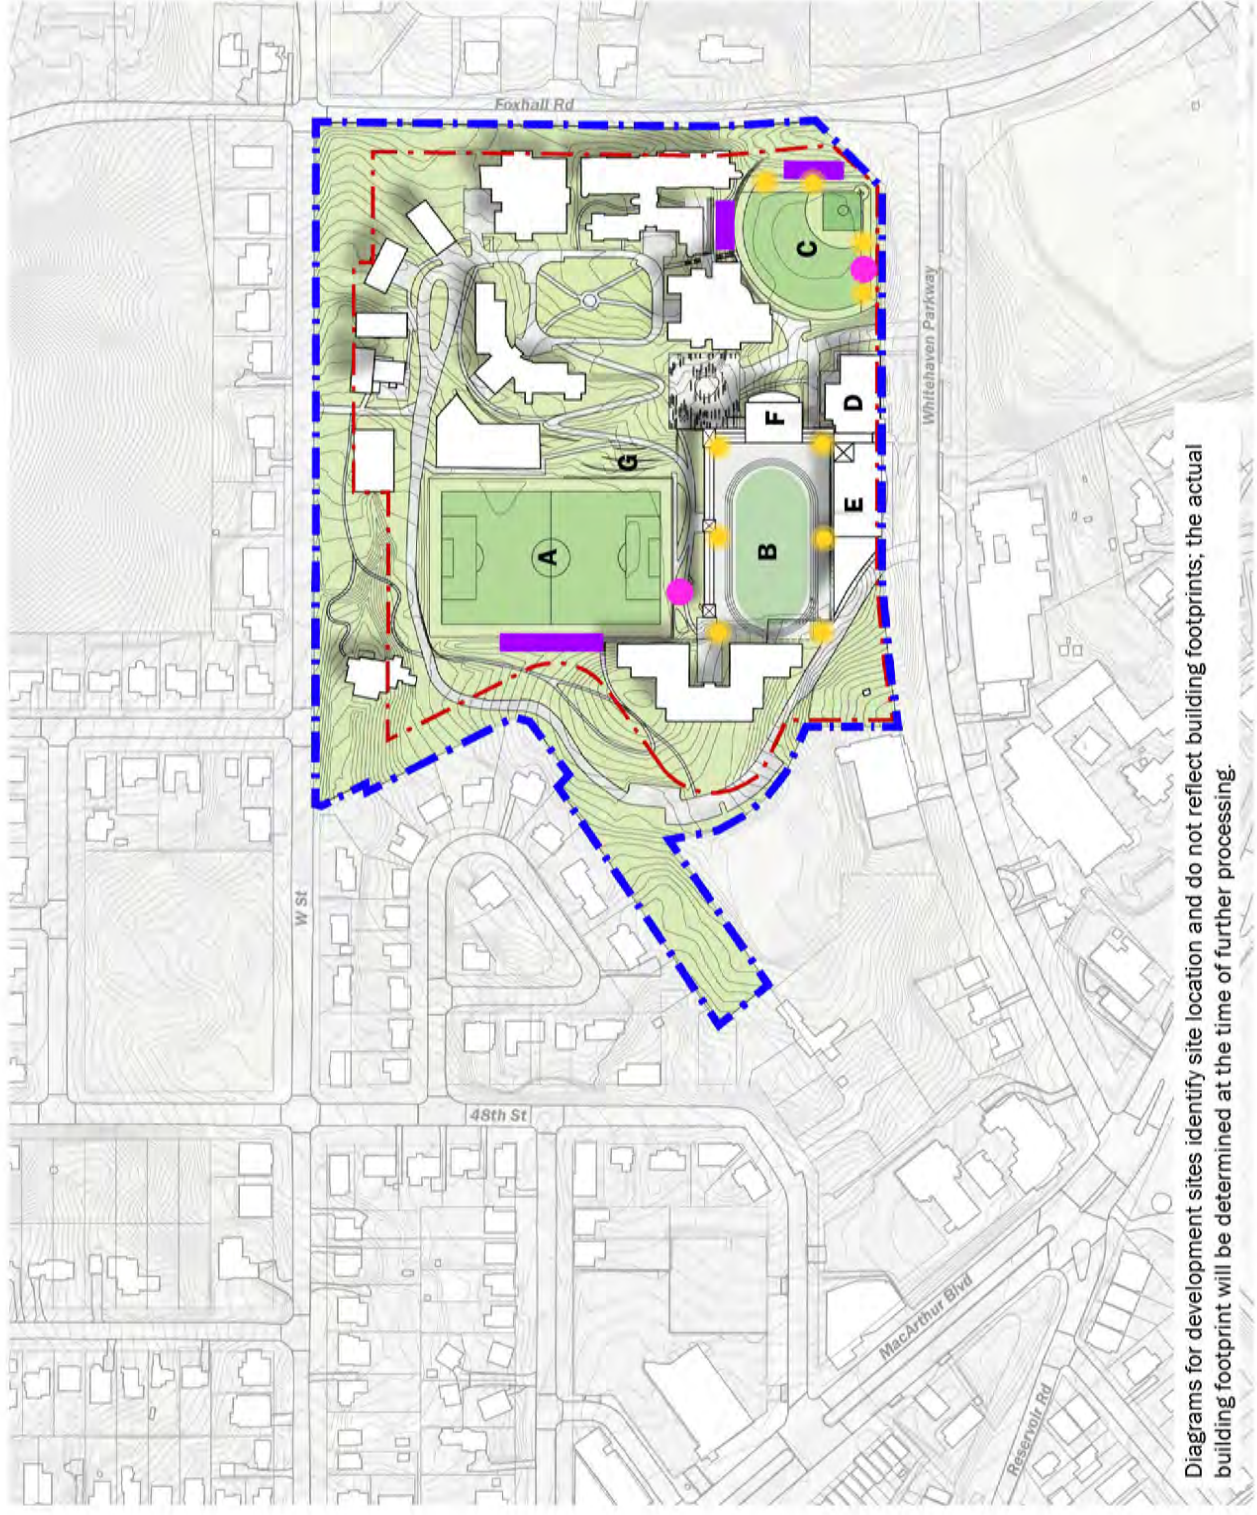 Foxhall Rd
Whitehaven Parkway
W St
48th St
MacArthur Blvd
Reservoir Rd
A
B
C
D
E
F
G
Diagrams for development sites identify site location and do not reflect building footprints; the actual
building footprint will be determined at the time of further processing.